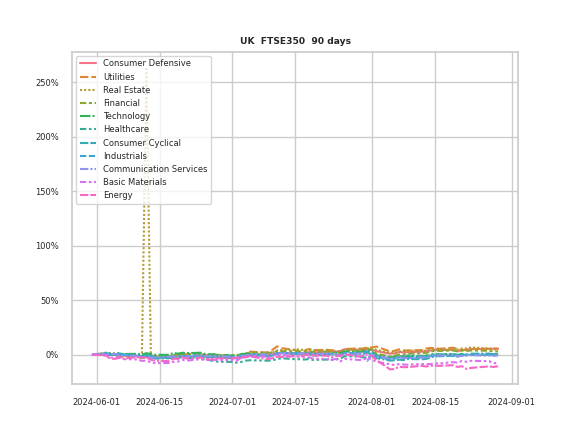 UK FTSE350 90 days
Consumer Defensive
Utilities
Real Estate
Financial
Technology
Healthcare
Consumer Cyclical
Industrials
Communication Services
Basic Materials
Energy
250%
200%
150%
100%
50%
0%
2024-06-01 2024-06-15 2024-07-01 2024-07-15 2024-08-01 2024-08-15 2024-09-01